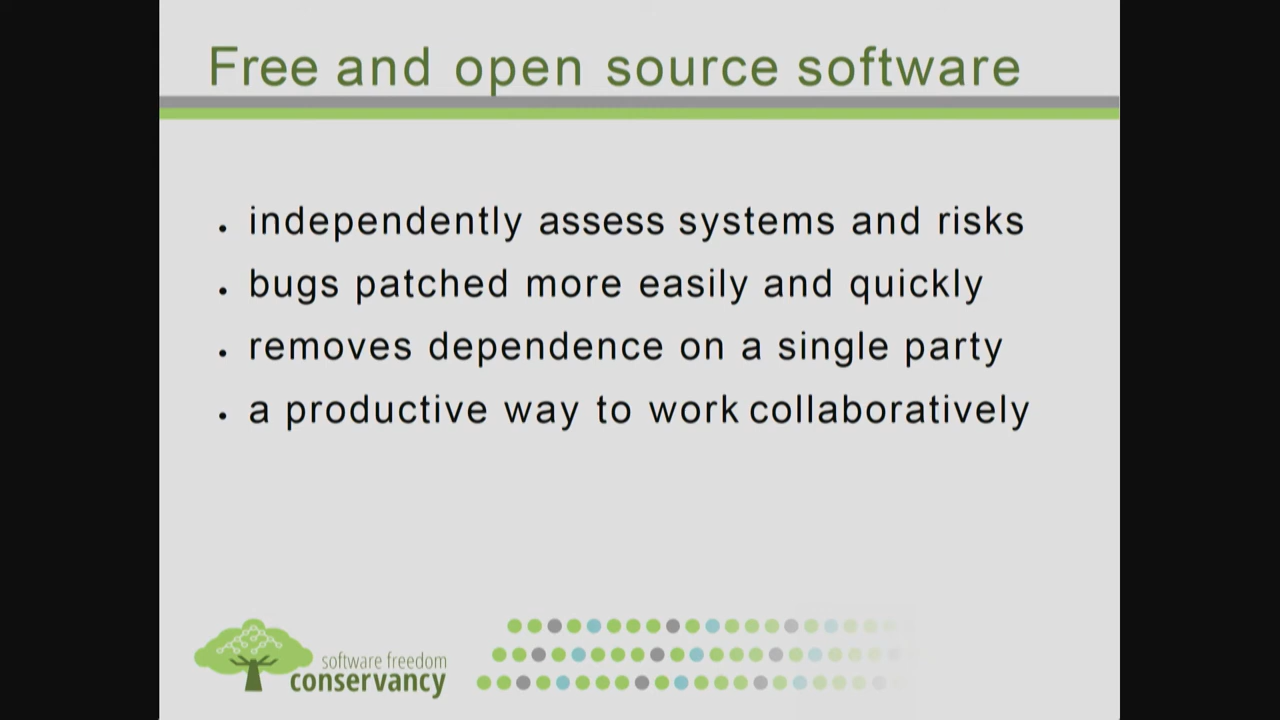 Free and open source software
• independently assess systems and risks
• bugs patched more easily and quickly
• removes dependence on a single party
• a productive way to work collaboratively
software freedom
conservancy